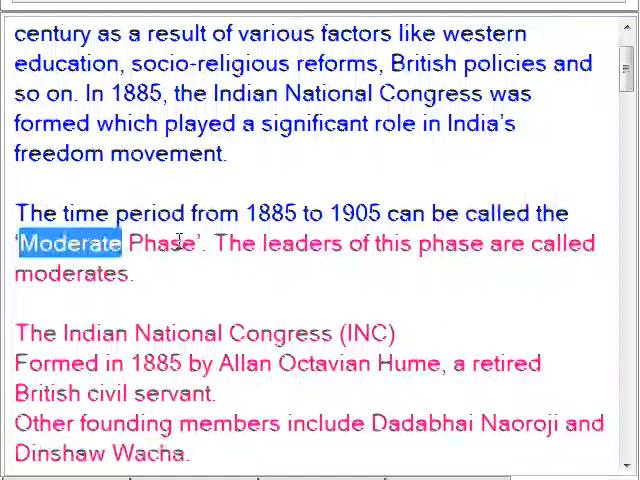 century as a result of various factors like western
education, socio-religious reforms, British policies and
so on. In 1885, the Indian National Congress was
formed which played a significant role in India's
freedom movement.
The time period from 1885 to 1905 can be called the
‘Moderate Phase’. The leaders of this phase are called
moderates.
The Indian National Congress (INC)
Formed in 1885 by Allan Octavian Hume, a retired
British civil servant.
Other founding members include Dadabhai Naoroji and
Dinshaw Wacha.